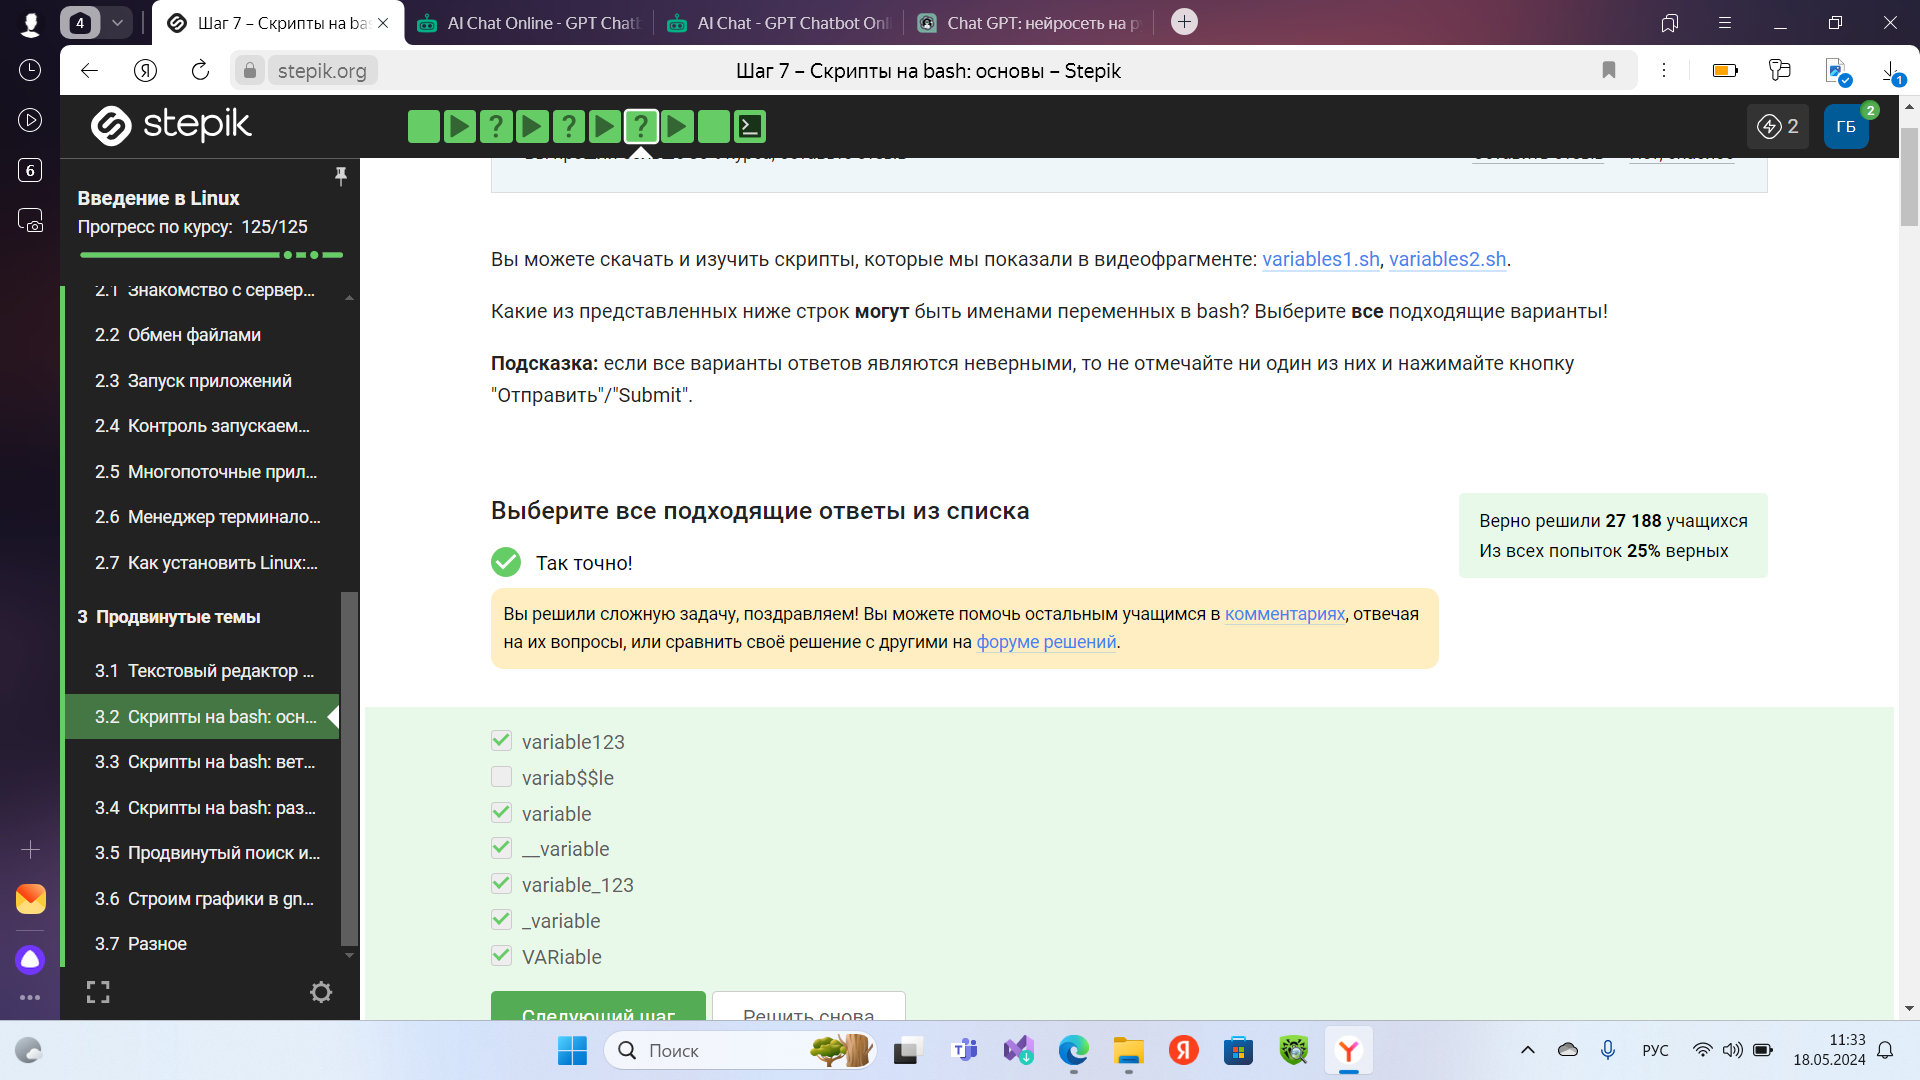 4
Шаг 7 – Скрипты на ba
AI Chat Online - GPT Chatb
AI Chat - GPT Chatbot Onl
Chat GPT: нейросеть на р
stepik.org
Шаг 7 – Скрипты на bash: основы – Stepik
1
6
stepik
2
ГБ
2
Введение в Linux
Прогресс по курсу: 125/125
2.1 Знакомство с сервер...
2.2 Обмен файлами
2.3 Запуск приложений
2.4 Контроль запускаем...
2.5 Многопоточные прил...
2.6 Менеджер терминало...
2.7 Как установить Linux:...
3 Продвинутые темы
3.1 Текстовый редактор ...
3.2 Скрипты на bash: осн...
3.3 Скрипты на bash: вет...
3.4 Скрипты на bash: раз...
3.5 Продвинутый поиск и...
3.6 Строим графики в gn...
3.7 Разное
Вы можете скачать и изучить скрипты, которые мы показали в видеофрагменте: variables1.sh, variables2.sh.
Какие из представленных ниже строк могут быть именами переменных в bash? Выберите все подходящие варианты!
Подсказка: если все варианты ответов являются неверными, то не отмечайте ни один из них и нажимайте кнопку
"Отправить"/"Submit".
Выберите все подходящие ответы из списка
Верно решили 27 188 учащихся
Из всех попыток 25% верных
Так точно!
Вы решили сложную задачу, поздравляем! Вы можете помочь остальным учащимся в комментариях, отвечая
на их вопросы, или сравнить своё решение с другими на форуме решений.
variable123
variab$$le
variable
__variable
variable_123
_variable
VARiable
Следующий шаг
Решить снова
Поиск
РУС
11:33
18.05.2024